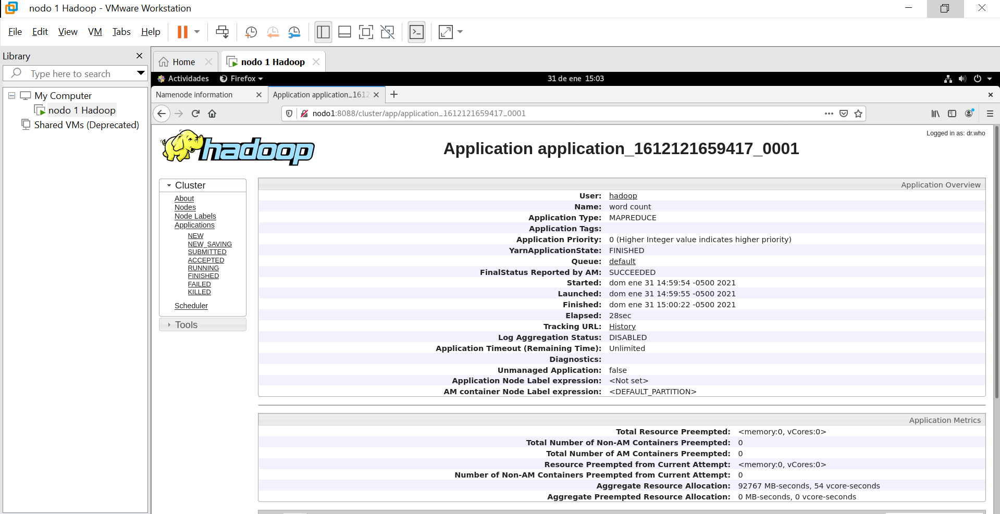 nodo 1 Hadoop - VMware Workstation
File Edit View VM Tabs Help
Library
Type here to search
My Computer
nodo 1 Hadoop
Shared VMs (Deprecated)
Home
nodo 1 Hadoop
Actividades
Firefox
31 de ene 15:03
Namenode information
Application application_1612
nodo1:8088/cluster/app/application_1612121659417_0001
hadoop
Application application_1612121659417_0001
Logged in as: dr.who
Cluster
About
Nodes
Node Labels
Applications
NEW
NEW_SAVING
SUBMITTED
ACCEPTED
RUNNING
FINISHED
FAILED
KILLED
Scheduler
Tools
Application Overview
User: hadoop
Name: word count
Application Type: MAPREDUCE
Application Tags:
Application Priority: 0 (Higher Integer value indicates higher priority)
YarnApplicationState: FINISHED
Queue: default
FinalStatus Reported by AM: SUCCEEDED
Started: dom ene 31 14:59:54 -0500 2021
Launched: dom ene 31 14:59:55 -0500 2021
Finished: dom ene 31 15:00:22 -0500 2021
Elapsed: 28sec
Tracking URL: History
Log Aggregation Status: DISABLED
Application Timeout (Remaining Time): Unlimited
Diagnostics:
Unmanaged Application: false
Application Node Label expression: <Not set>
AM container Node Label expression: <DEFAULT_PARTITION>
Application Metrics
Total Resource Preempted: <memory:0, vCores:0>
Total Number of Non-AM Containers Preempted: 0
Total Number of AM Containers Preempted: 0
Resource Preempted from Current Attempt: <memory:0, vCores:0>
Number of Non-AM Containers Preempted from Current Attempt: 0
Aggregate Resource Allocation: 92767 MB-seconds, 54 vcore-seconds
Aggregate Preempted Resource Allocation: 0 MB-seconds, 0 vcore-seconds